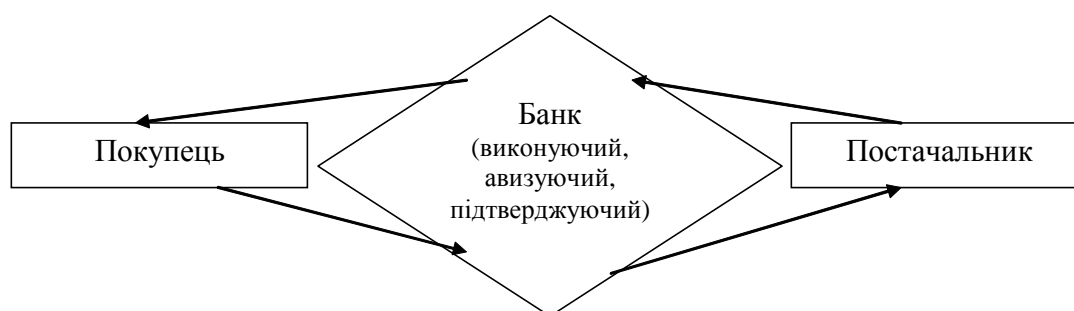 Покупець
Банк
(виконуючий,
авизуючий,
підтверджуючий)
Постачальник